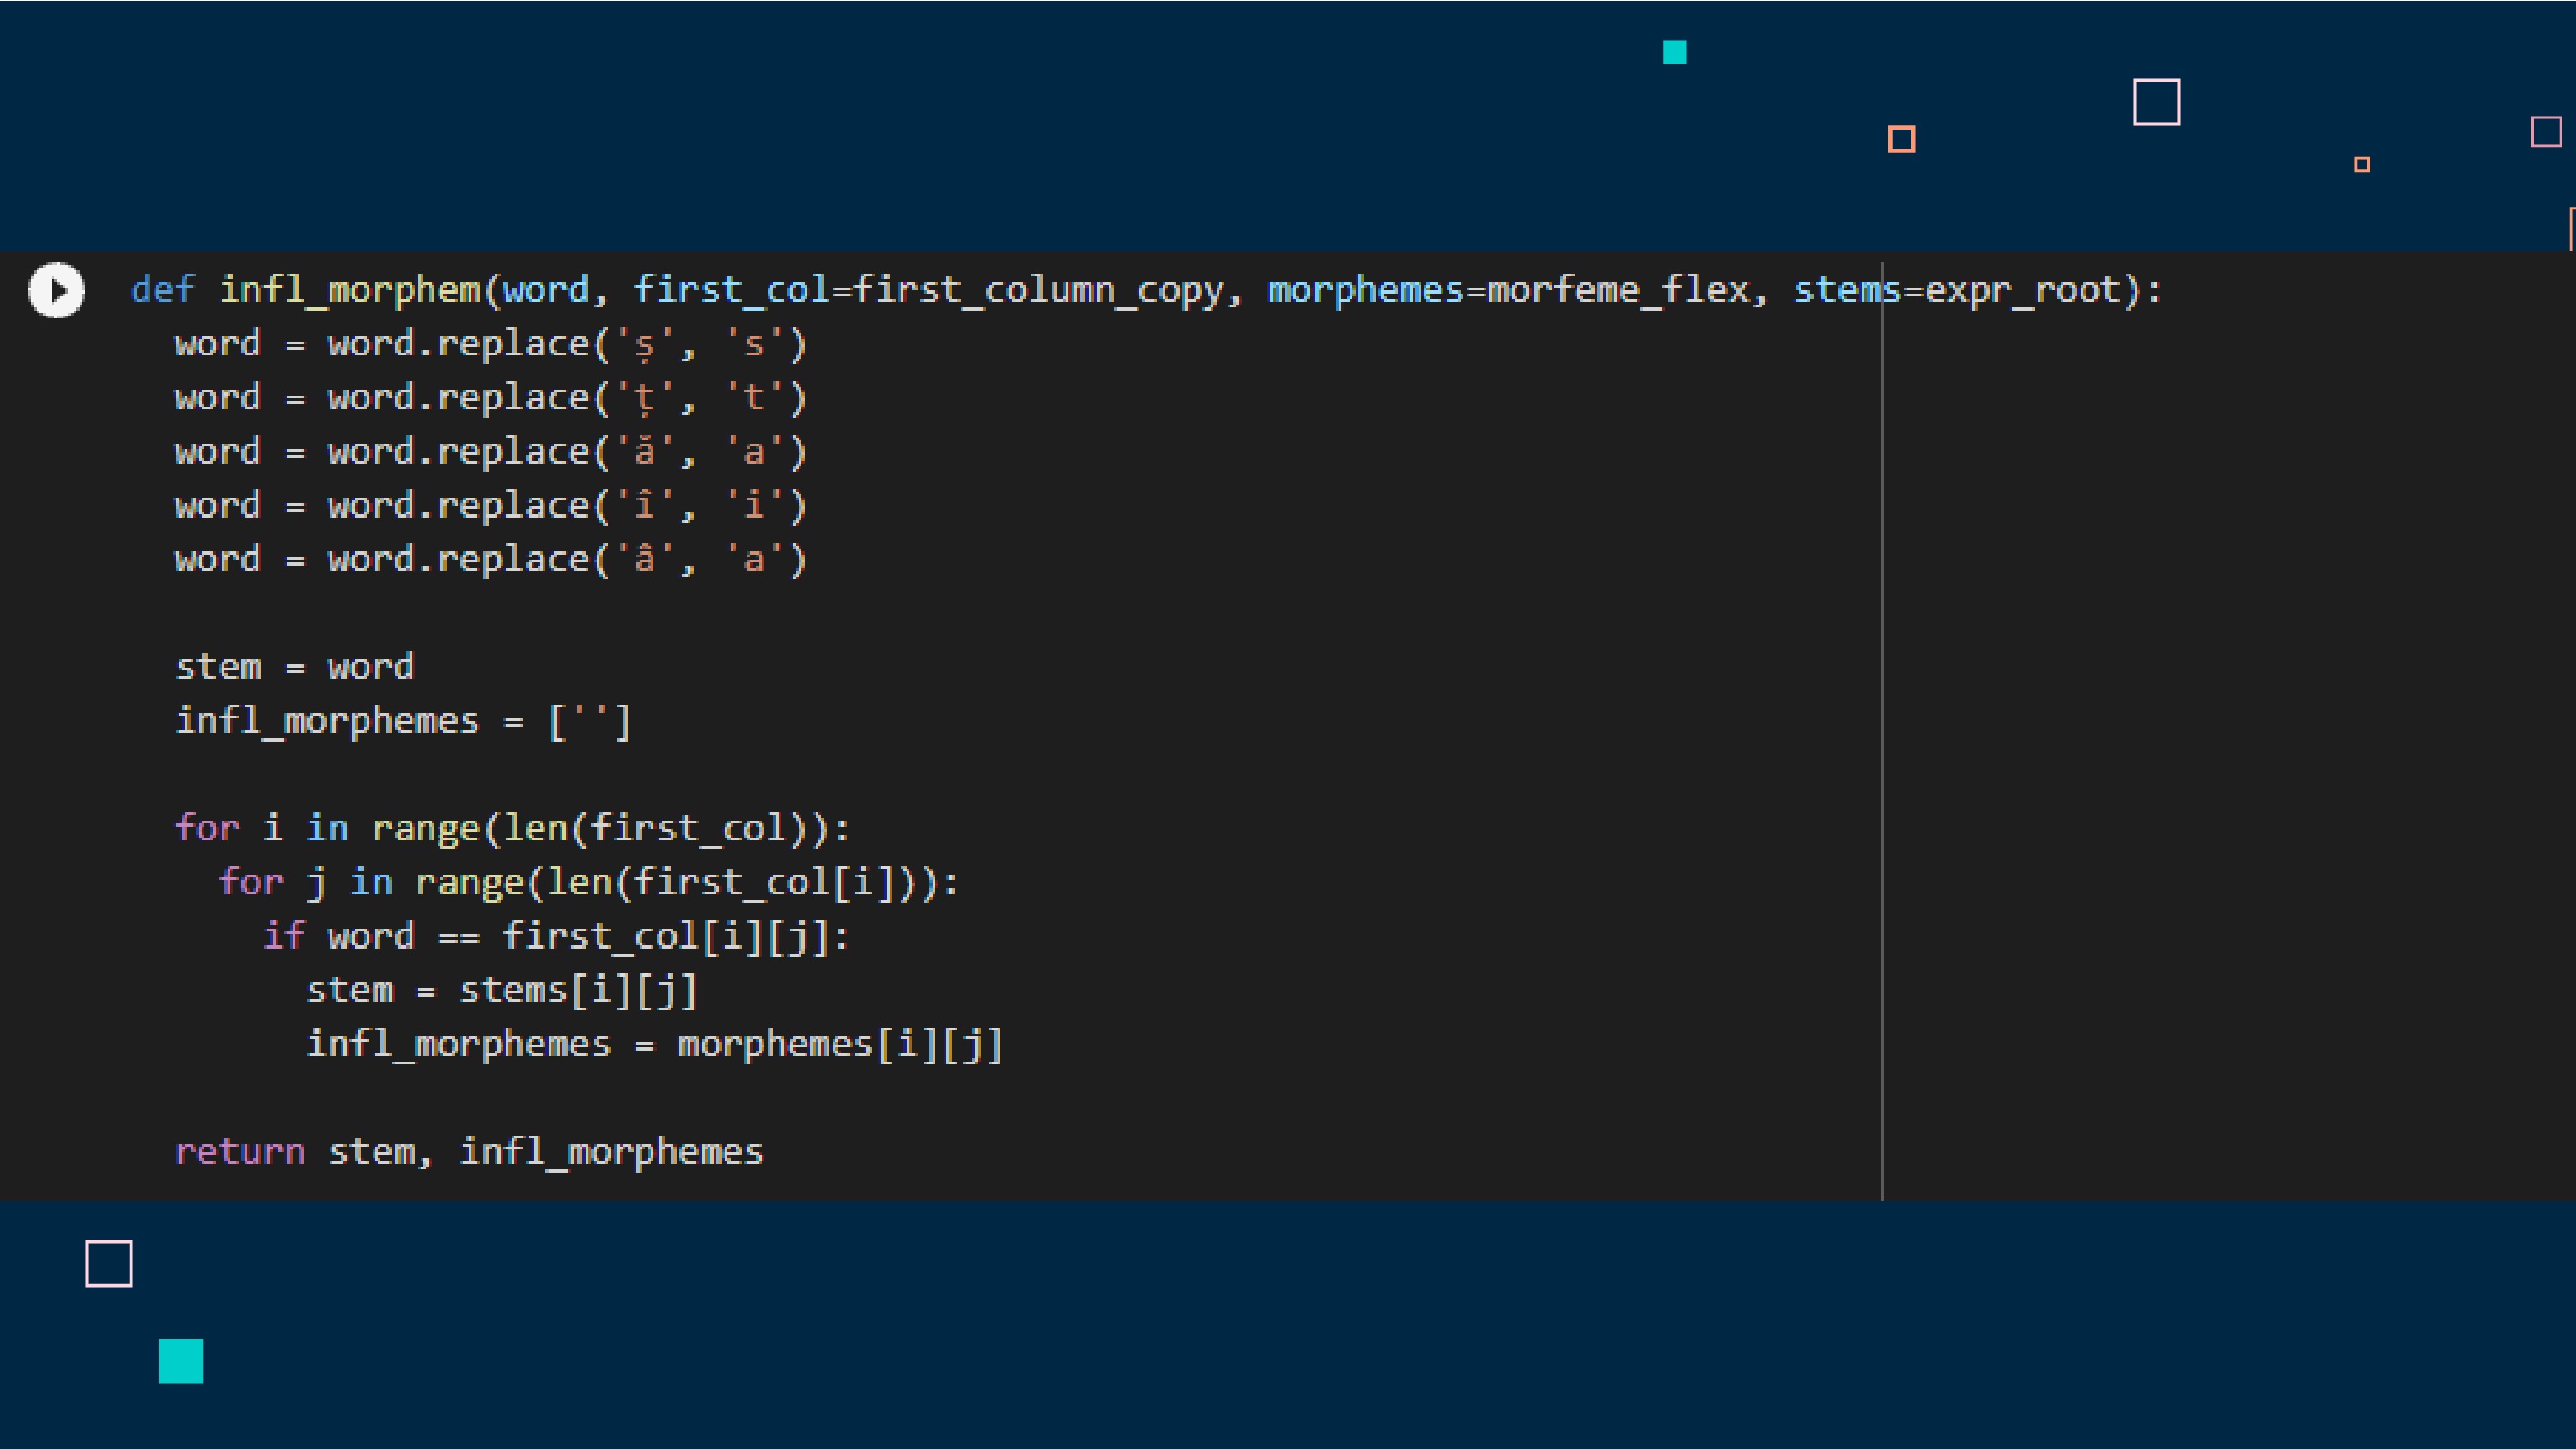 def infl_morphem(word, first_col=first_column_copy, morphemes=morfeme_flex, stems=expr_root):
word = word.replace('ș', 's')
word = word.replace('ț', 't')
word = word.replace('ă', 'a')
word = word.replace('î', 'i')
word = word.replace('â', 'a')
stem = word
infl_morphemes = ['']
for i in range(len(first_col)):
for j in range(len(first_col[i])):
if word == first_col[i][j]:
stem = stems[i][j]
infl_morphemes = morphemes[i][j]
return stem, infl_morphemes